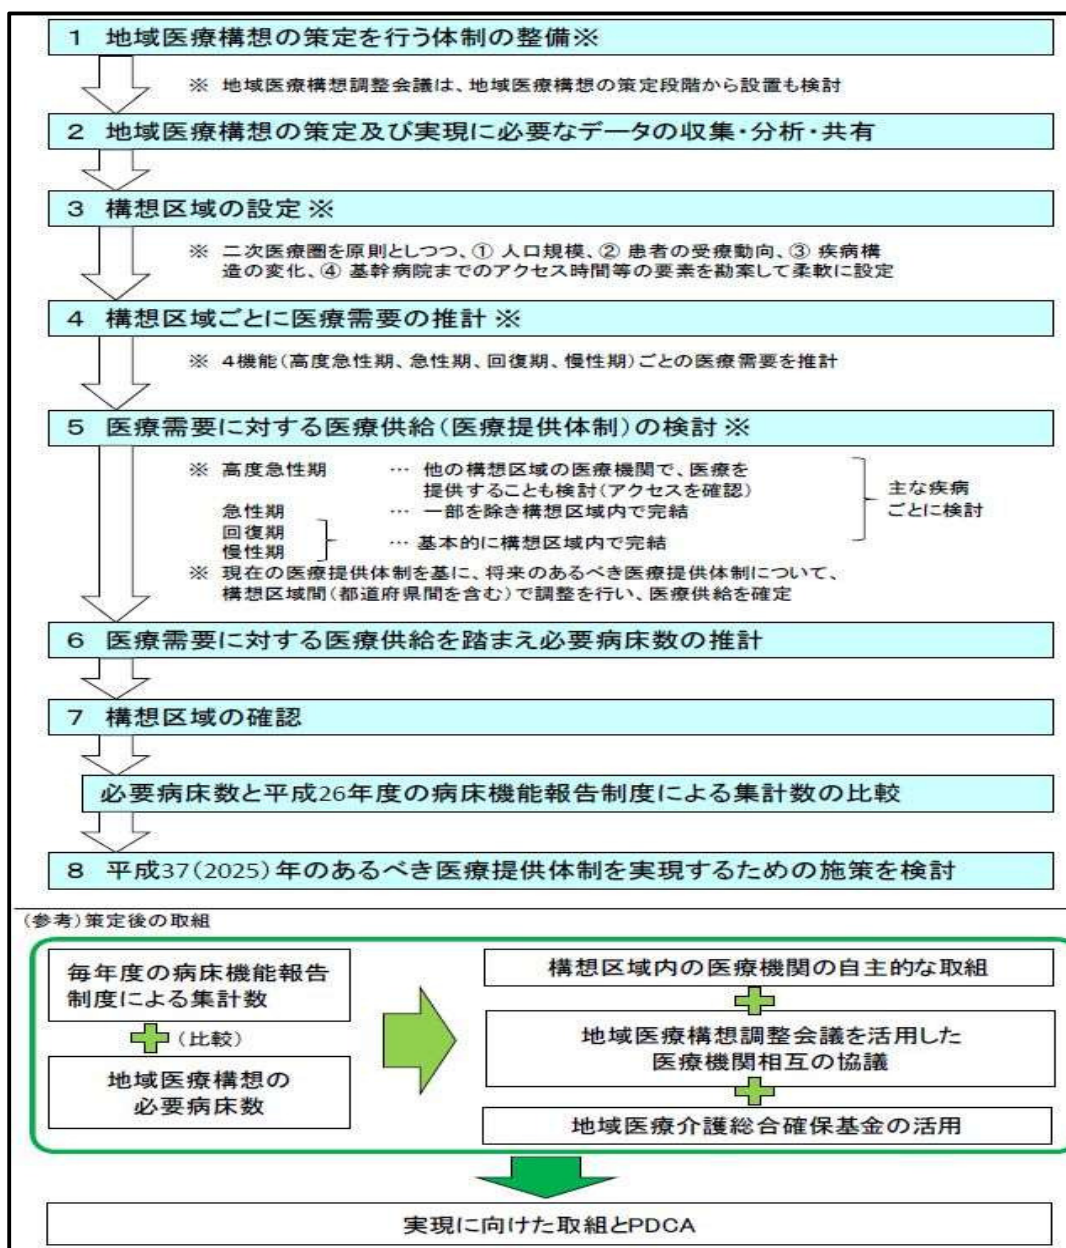 1 地域医療構想の策定を行う体制の整備※
※ 地域医療構想調整会議は、地域医療構想の策定段階から設置も検討
2 地域医療構想の策定及び実現に必要なデータの収集・分析・共有
3 構想区域の設定※
※ 二次医療圏を原則としつつ、① 人口規模、② 患者の受療動向、③ 疾病構
造の変化、④ 基幹病院までのアクセス時間等の要素を勘案して柔軟に設定
4 構想区域ごとに医療需要の推計※
※ 4機能(高度急性期、急性期、回復期、慢性期)ごとの医療需要を推計
5 医療需要に対する医療供給(医療提供体制)の検討※
※ 高度急性期 … 他の構想区域の医療機関で、医療を
提供することも検討(アクセスを確認)
急性期 … 一部を除き構想区域内で完結
回復期
慢性期 … 基本的に構想区域内で完結
主な疾病
ごとに検討
※ 現在の医療提供体制を基に、将来のあるべき医療提供体制について、
構想区域間(都道府県間を含む)で調整を行い、医療供給を確定
6 医療需要に対する医療供給を踏まえ必要病床数の推計
7 構想区域の確認
必要病床数と平成26年度の病床機能報告制度による集計数の比較
8 平成37(2025)年のあるべき医療提供体制を実現するための施策を検討
(参考)策定後の取組
毎年度の病床機能報告
制度による集計数
(比較)
地域医療構想の
必要病床数
構想区域内の医療機関の自主的な取組
地域医療構想調整会議を活用した
医療機関相互の協議
地域医療介護総合確保基金の活用
実現に向けた取組とPDCA